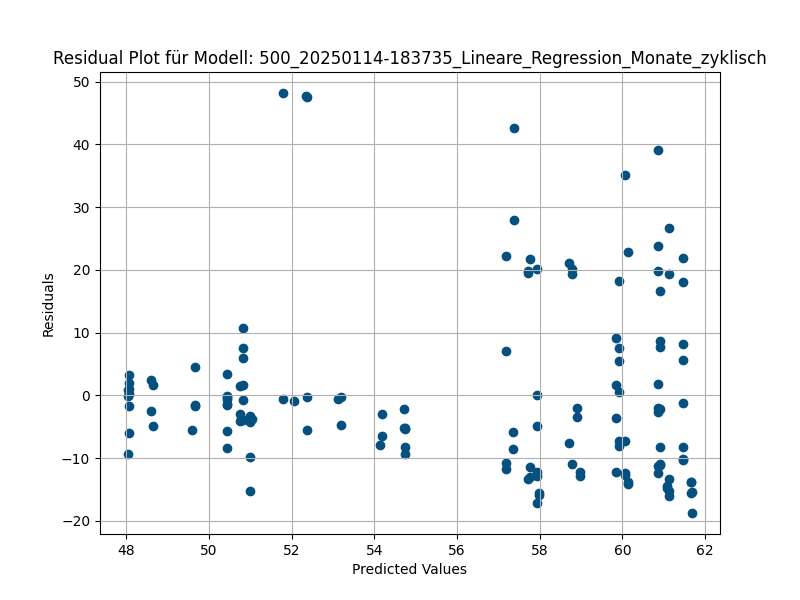 Residual Plot für Modell: 500_20250114-183735_Lineare_Regression_Monate_zyklisch
50
40
30
20
10
0
−10
−20
Residuals
48 50 52 54 56 58 60 62
Predicted Values